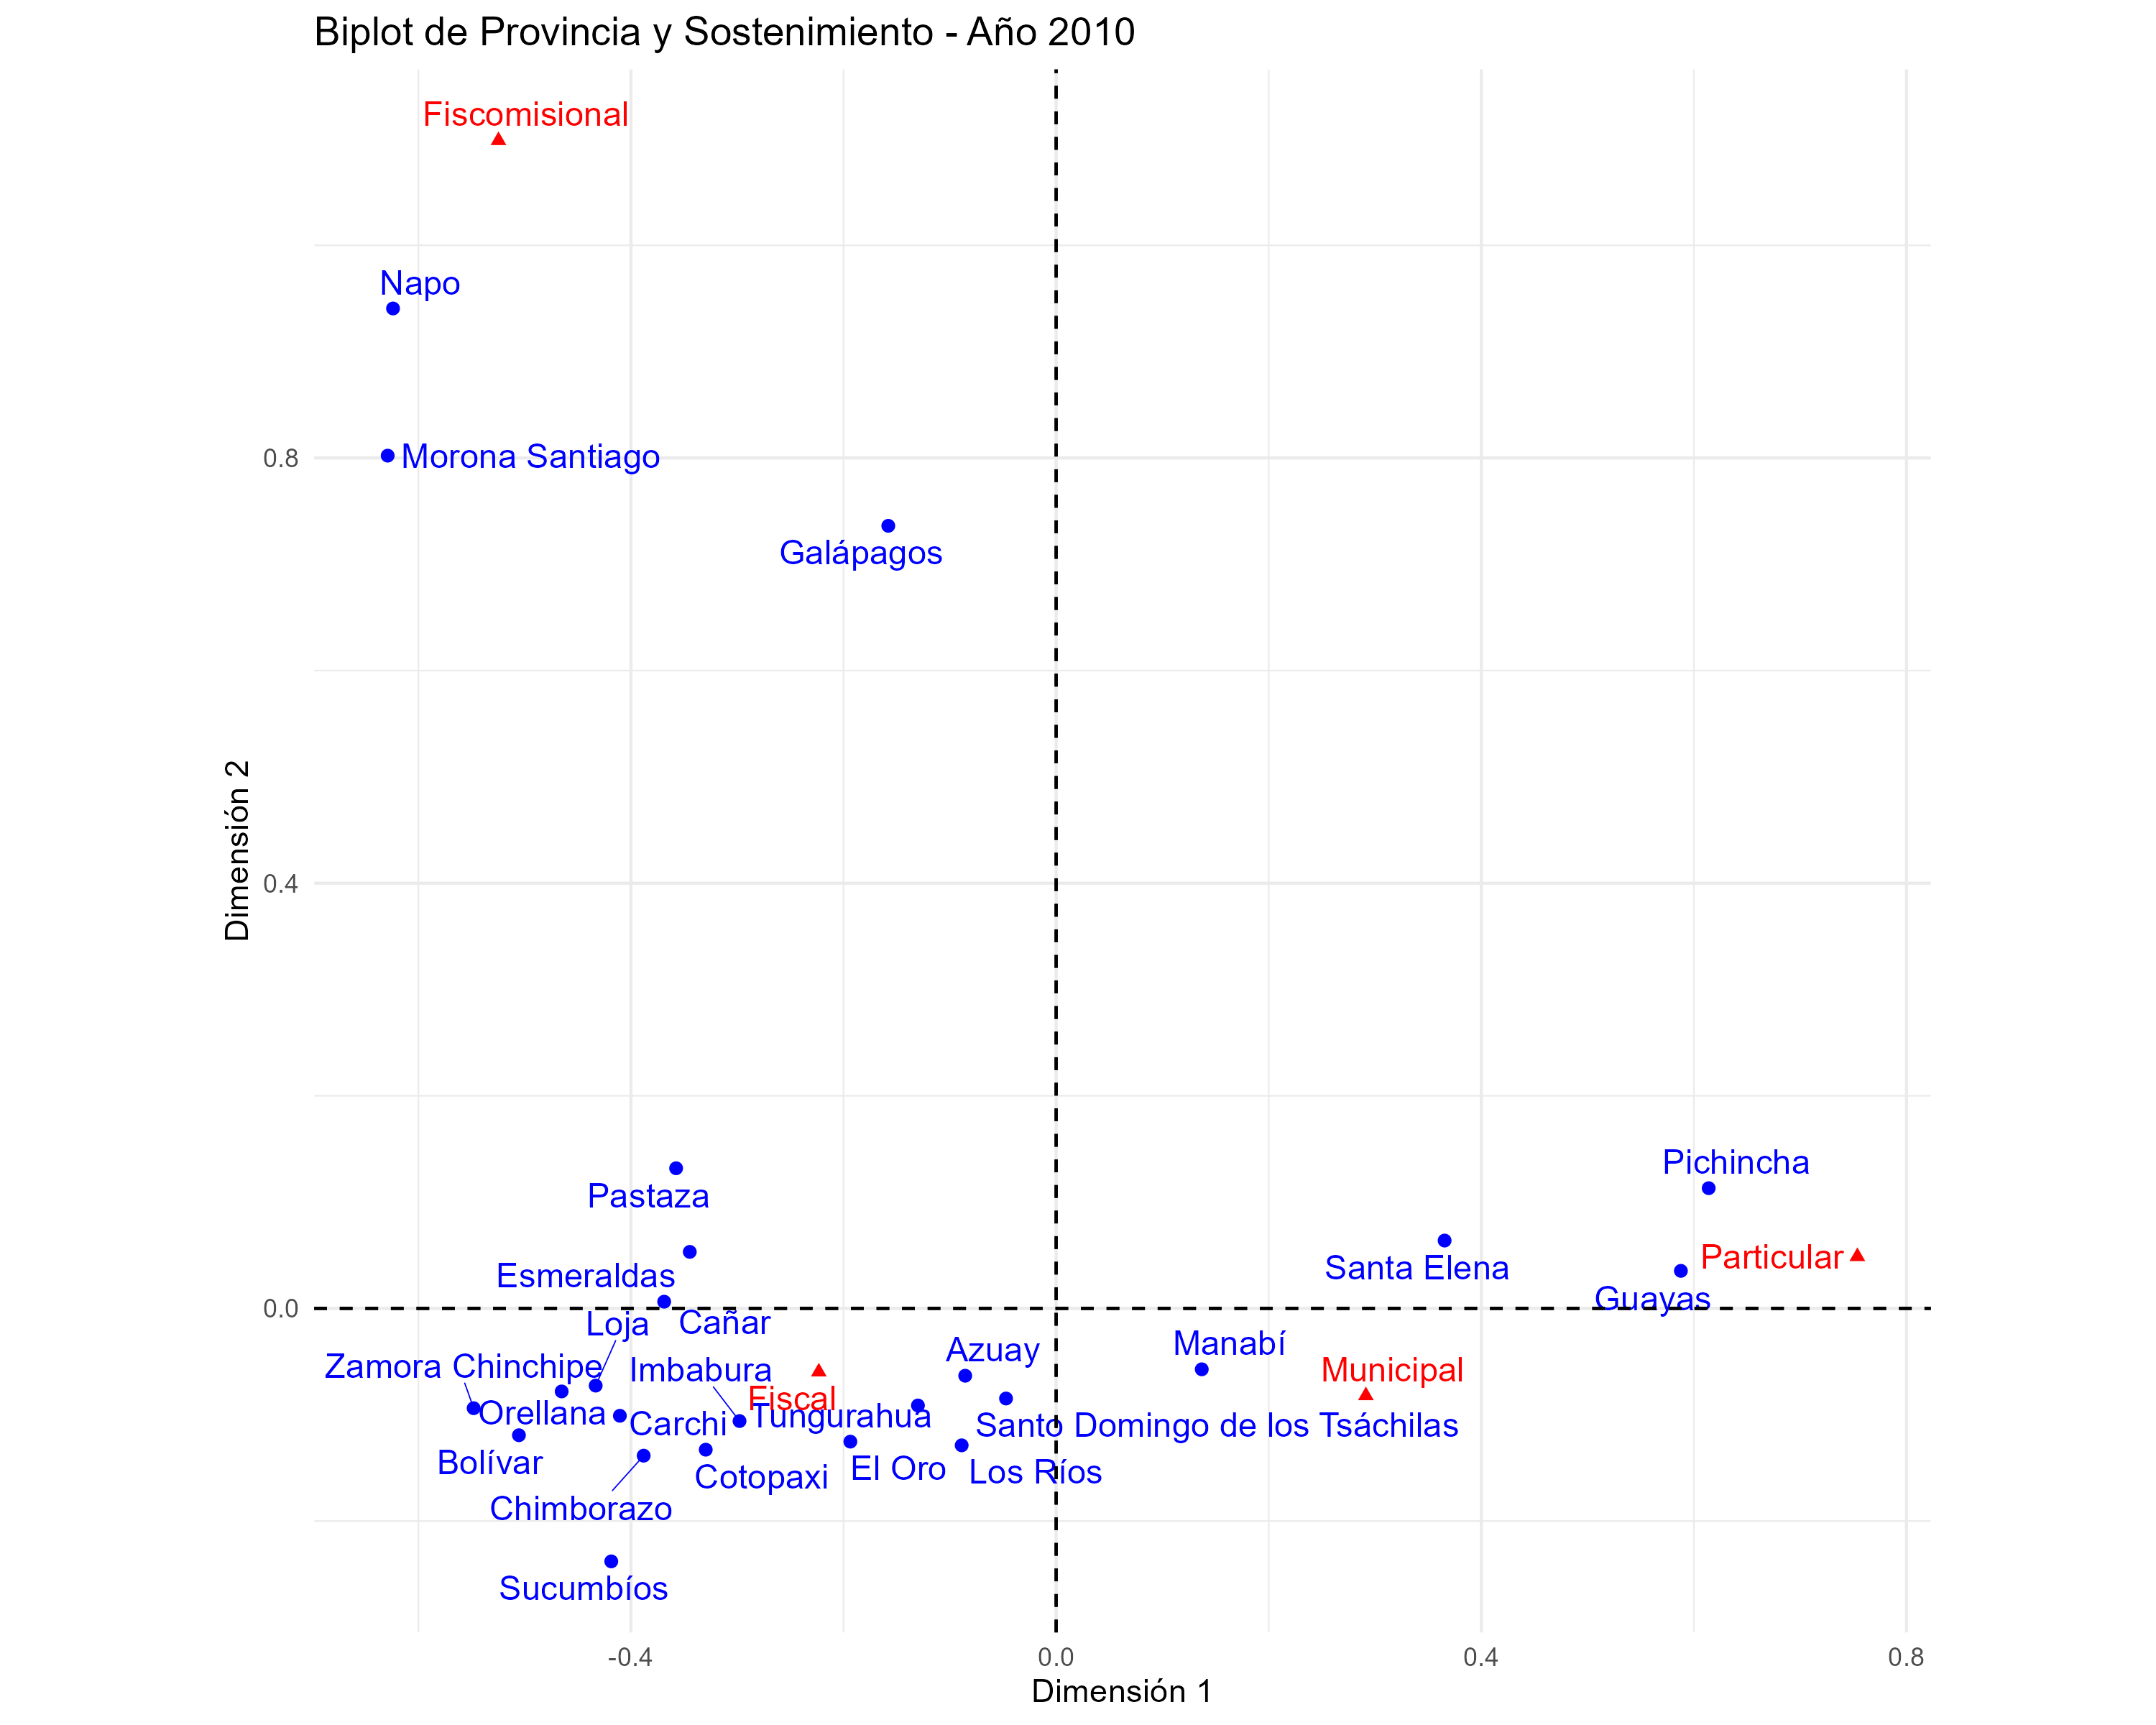 Biplot de Provincia y Sostenimiento - Año 2010
Fiscomisional
Napo
Morona Santiago
Galápagos
Pastaza
Esmeraldas
Cañar
Loja
Zamora Chinchipe
Imbabura
Fiscal
Orellana
Carchi
Tungurahua
Bolívar
Chimborazo
Cotopaxi
El Oro
Los Ríos
Sucumbíos
Azuay
Santo Domingo de los Tsáchilas
Manabí
Municipal
Santa Elena
Pichincha
Particular
Guayas
0.8
0.4
0.0
Dimensión 2
-0.4
0.0
0.4
0.8
Dimensión 1